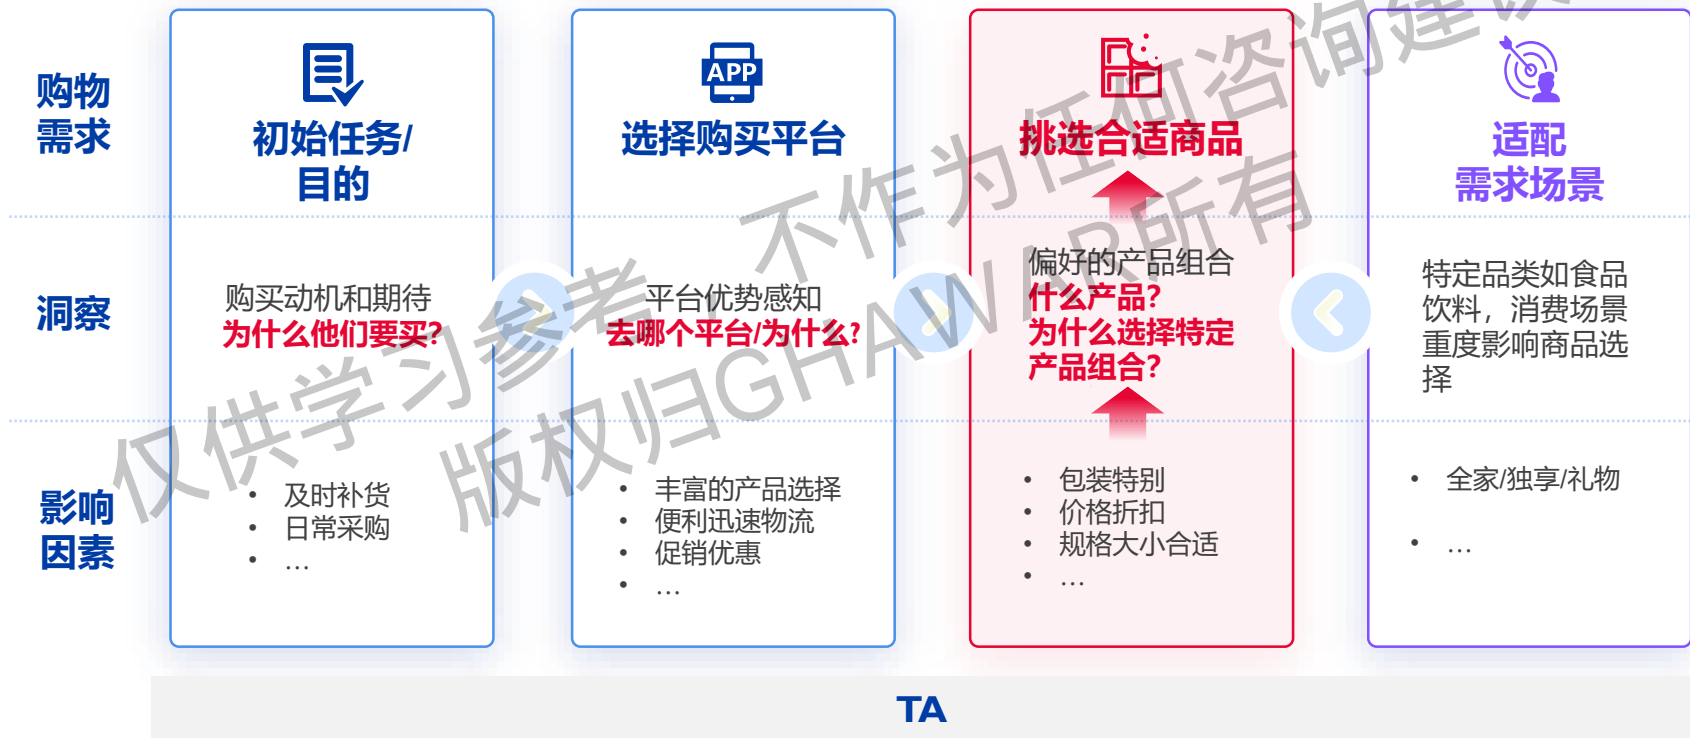 购物
需求
APP
初始任务/
目的
选择购买平台
挑选合适商品
适配
需求场景
洞察
购买动机和期待
为什么他们要买?
平台优势感知
去哪个平台/为什么?
偏好的产品组合
什么产品?
为什么选择特定
产品组合?
特定品类如食品
饮料，消费场景
重度影响商品选
择
影响
因素
• 及时补货
• 日常采购
• …
• 丰富的产品选择
• 便利迅速物流
• 促销优惠
• …
• 包装特别
• 价格折扣
• 规格大小合适
• …
• 全家/独享/礼物
• …
TA
仅供学习参考，不作为任何咨询建议
版权归GHAWAR所有